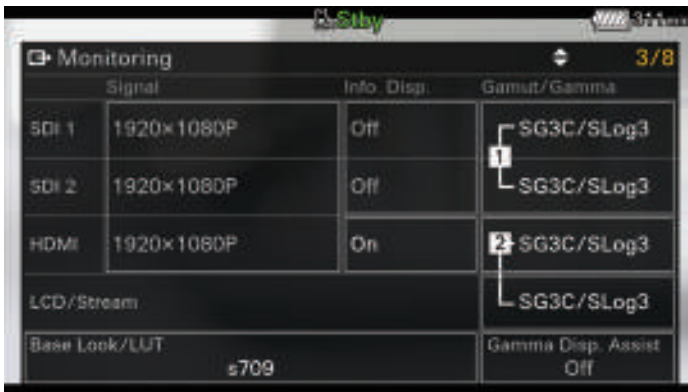 Stby 311min
Monitoring 3/8
Signal Info. Disp. Gamut/Gamma
SDI 1 1920×1080P Off SG3C/SLog3
1
SDI 2 1920×1080P Off SG3C/SLog3
HDMI 1920×1080P On 2 SG3C/SLog3
LCD/Stream SG3C/SLog3
Base Look/LUT Gamma Disp. Assist
s709 Off